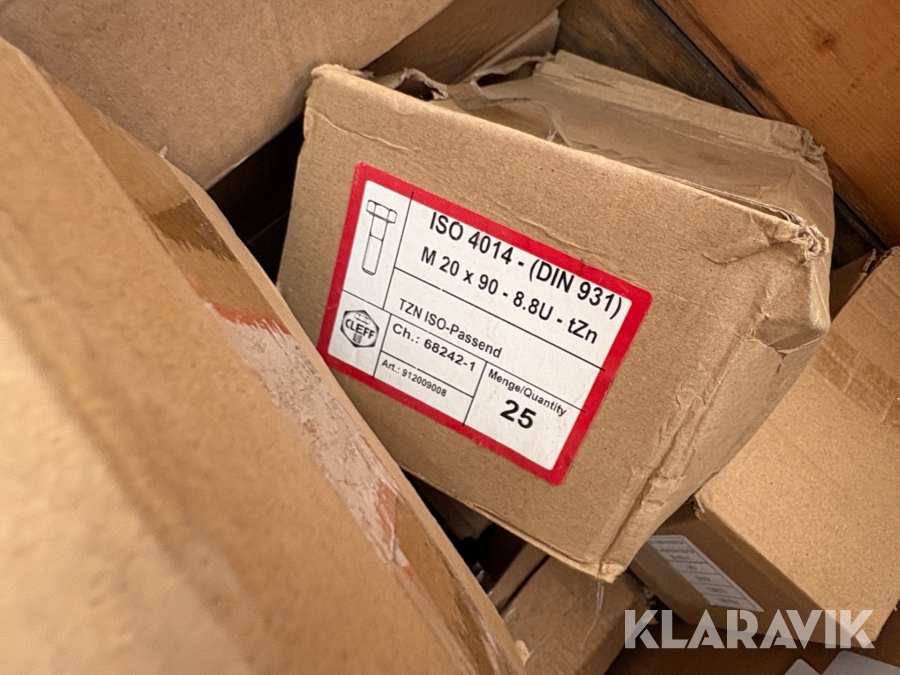 ISO 4014 - (DIN 931)
M 20 x 90 - 8.8U - tZn
TZN ISO-Passend
CLEFF
Ch.: 68242-1
Art.: 912009008
Menge/Quantity
25
KLARAVIK